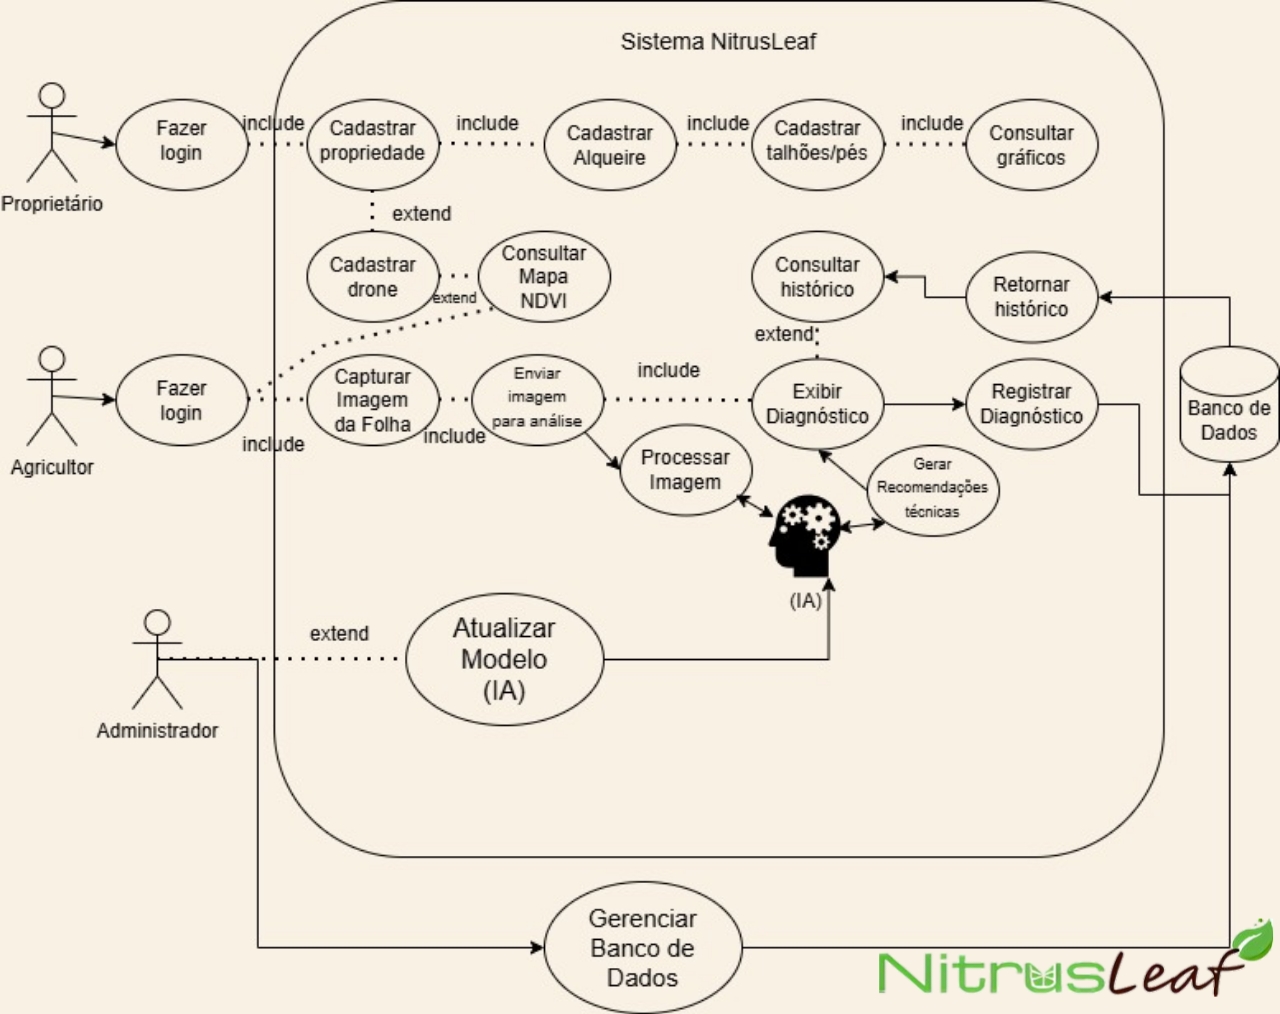 Sistema NitrusLeaf
Fazer
login
include
Cadastrar
propriedade
include
Cadastrar
Alqueire
include
Cadastrar
talhões/pés
include
Consultar
gráficos
Proprietário
extend
Cadastrar
drone
extend
Consultar
Mapa
NDVI
Consultar
histórico
Retornar
histórico
extend
Fazer
login
include
Capturar
Imagem
da Folha
include
Enviar
imagem
para análise
include
Exibir
Diagnóstico
Registrar
Diagnóstico
Banco de
Dados
Agricultor
Processar
Imagem
Gerar
Recomendações
técnicas
(IA)
extend
Atualizar
Modelo
(IA)
Administrador
Gerenciar
Banco de
Dados
NitrusLeaf